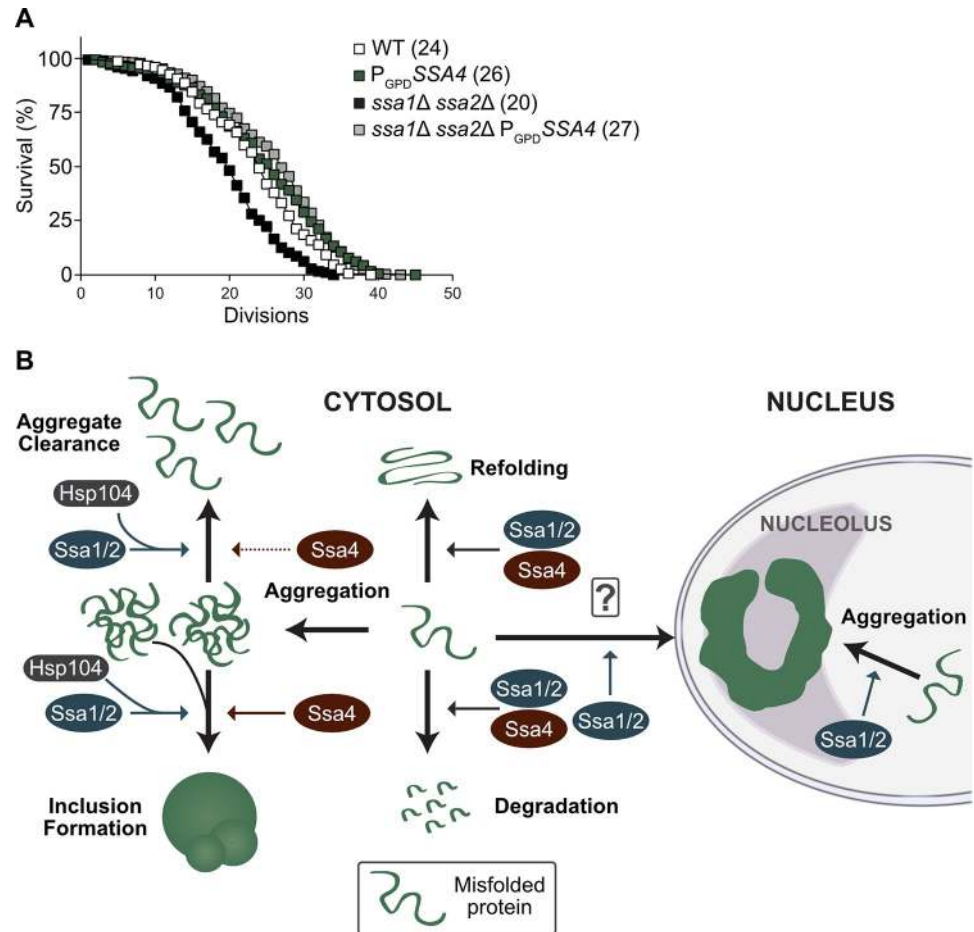 A
100
75
50
25
0
Survival (%)
0
10
20
30
40
50
Divisions
WT (24)
PGPDSSA4 (26)
ssa1Δ ssa2Δ (20)
ssa1Δ ssa2Δ PGPDSSA4 (27)
B
CYTOSOL
NUCLEUS
Aggregate
Clearance
Hsp104
Ssa1/2
Ssa4
Refolding
Ssa1/2
Ssa4
Aggregation
?
NUCLEOLUS
Aggregation
Ssa1/2
Hsp104
Ssa1/2
Ssa4
Ssa1/2
Ssa4
Ssa1/2
Inclusion
Formation
Degradation
Misfolded
protein